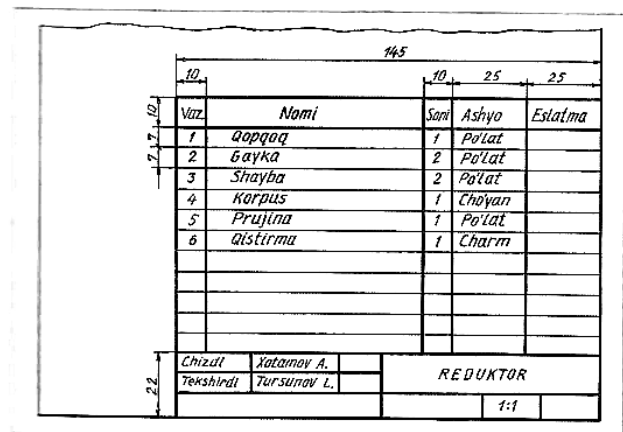 145
10 10 25 25
10 Vaz. Nomi Soni Ashyo Eslatma
7 1 Qopqoq 1 Po'lat
7 2 Gayka 2 Po'lat
3 Shayba 2 Po'lat
4 Korpus 1 Cho'yan
5 Prujina 1 Po'lat
6 Qistirma 1 Charm
22 Chizdi Xotamov A. REDUKTOR
Tekshirdi Tursunov L.
1:1